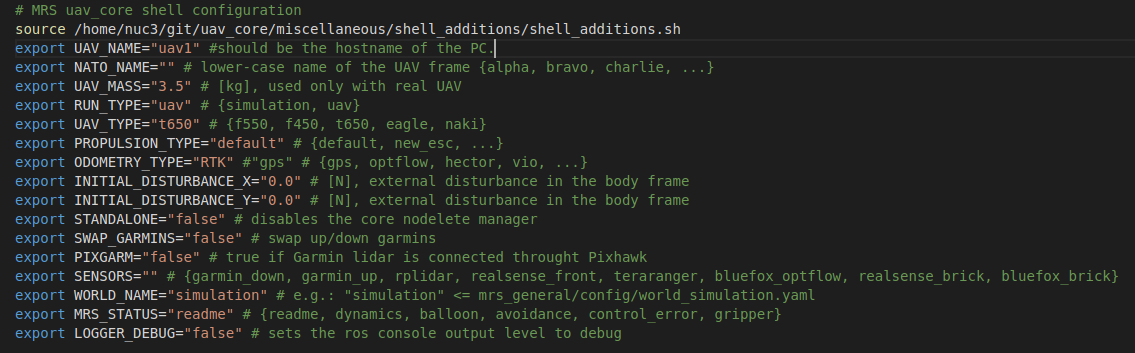 # MRS uav_core shell configuration
source /home/nuc3/git/uav_core/miscellaneous/shell_additions/shell_additions.sh
export UAV_NAME="uav1" #should be the hostname of the PC.
export NATO_NAME="" # lower-case name of the UAV frame {alpha, bravo, charlie, ...}
export UAV_MASS="3.5" # [kg], used only with real UAV
export RUN_TYPE="uav" # {simulation, uav}
export UAV_TYPE="t650" # {f550, f450, t650, eagle, naki}
export PROPULSION_TYPE="default" # {default, new_esc, ...}
export ODOMETRY_TYPE="RTK" #"gps" # {gps, optflow, hector, vio, ...}
export INITIAL_DISTURBANCE_X="0.0" # [N], external disturbance in the body frame
export INITIAL_DISTURBANCE_Y="0.0" # [N], external disturbance in the body frame
export STANDALONE="false" # disables the core nodelete manager
export SWAP_GARMINS="false" # swap up/down garmins
export PIXGARM="false" # true if Garmin lidar is connected throught Pixhawk
export SENSORS="" # {garmin_down, garmin_up, rplidar, realsense_front, teraranger, bluefox_optflow, realsense_brick, bluefox_brick}
export WORLD_NAME="simulation" # e.g.: "simulation" <= mrs_general/config/world_simulation.yaml
export MRS_STATUS="readme" # {readme, dynamics, balloon, avoidance, control_error, gripper}
export LOGGER_DEBUG="false" # sets the ros console output level to debug